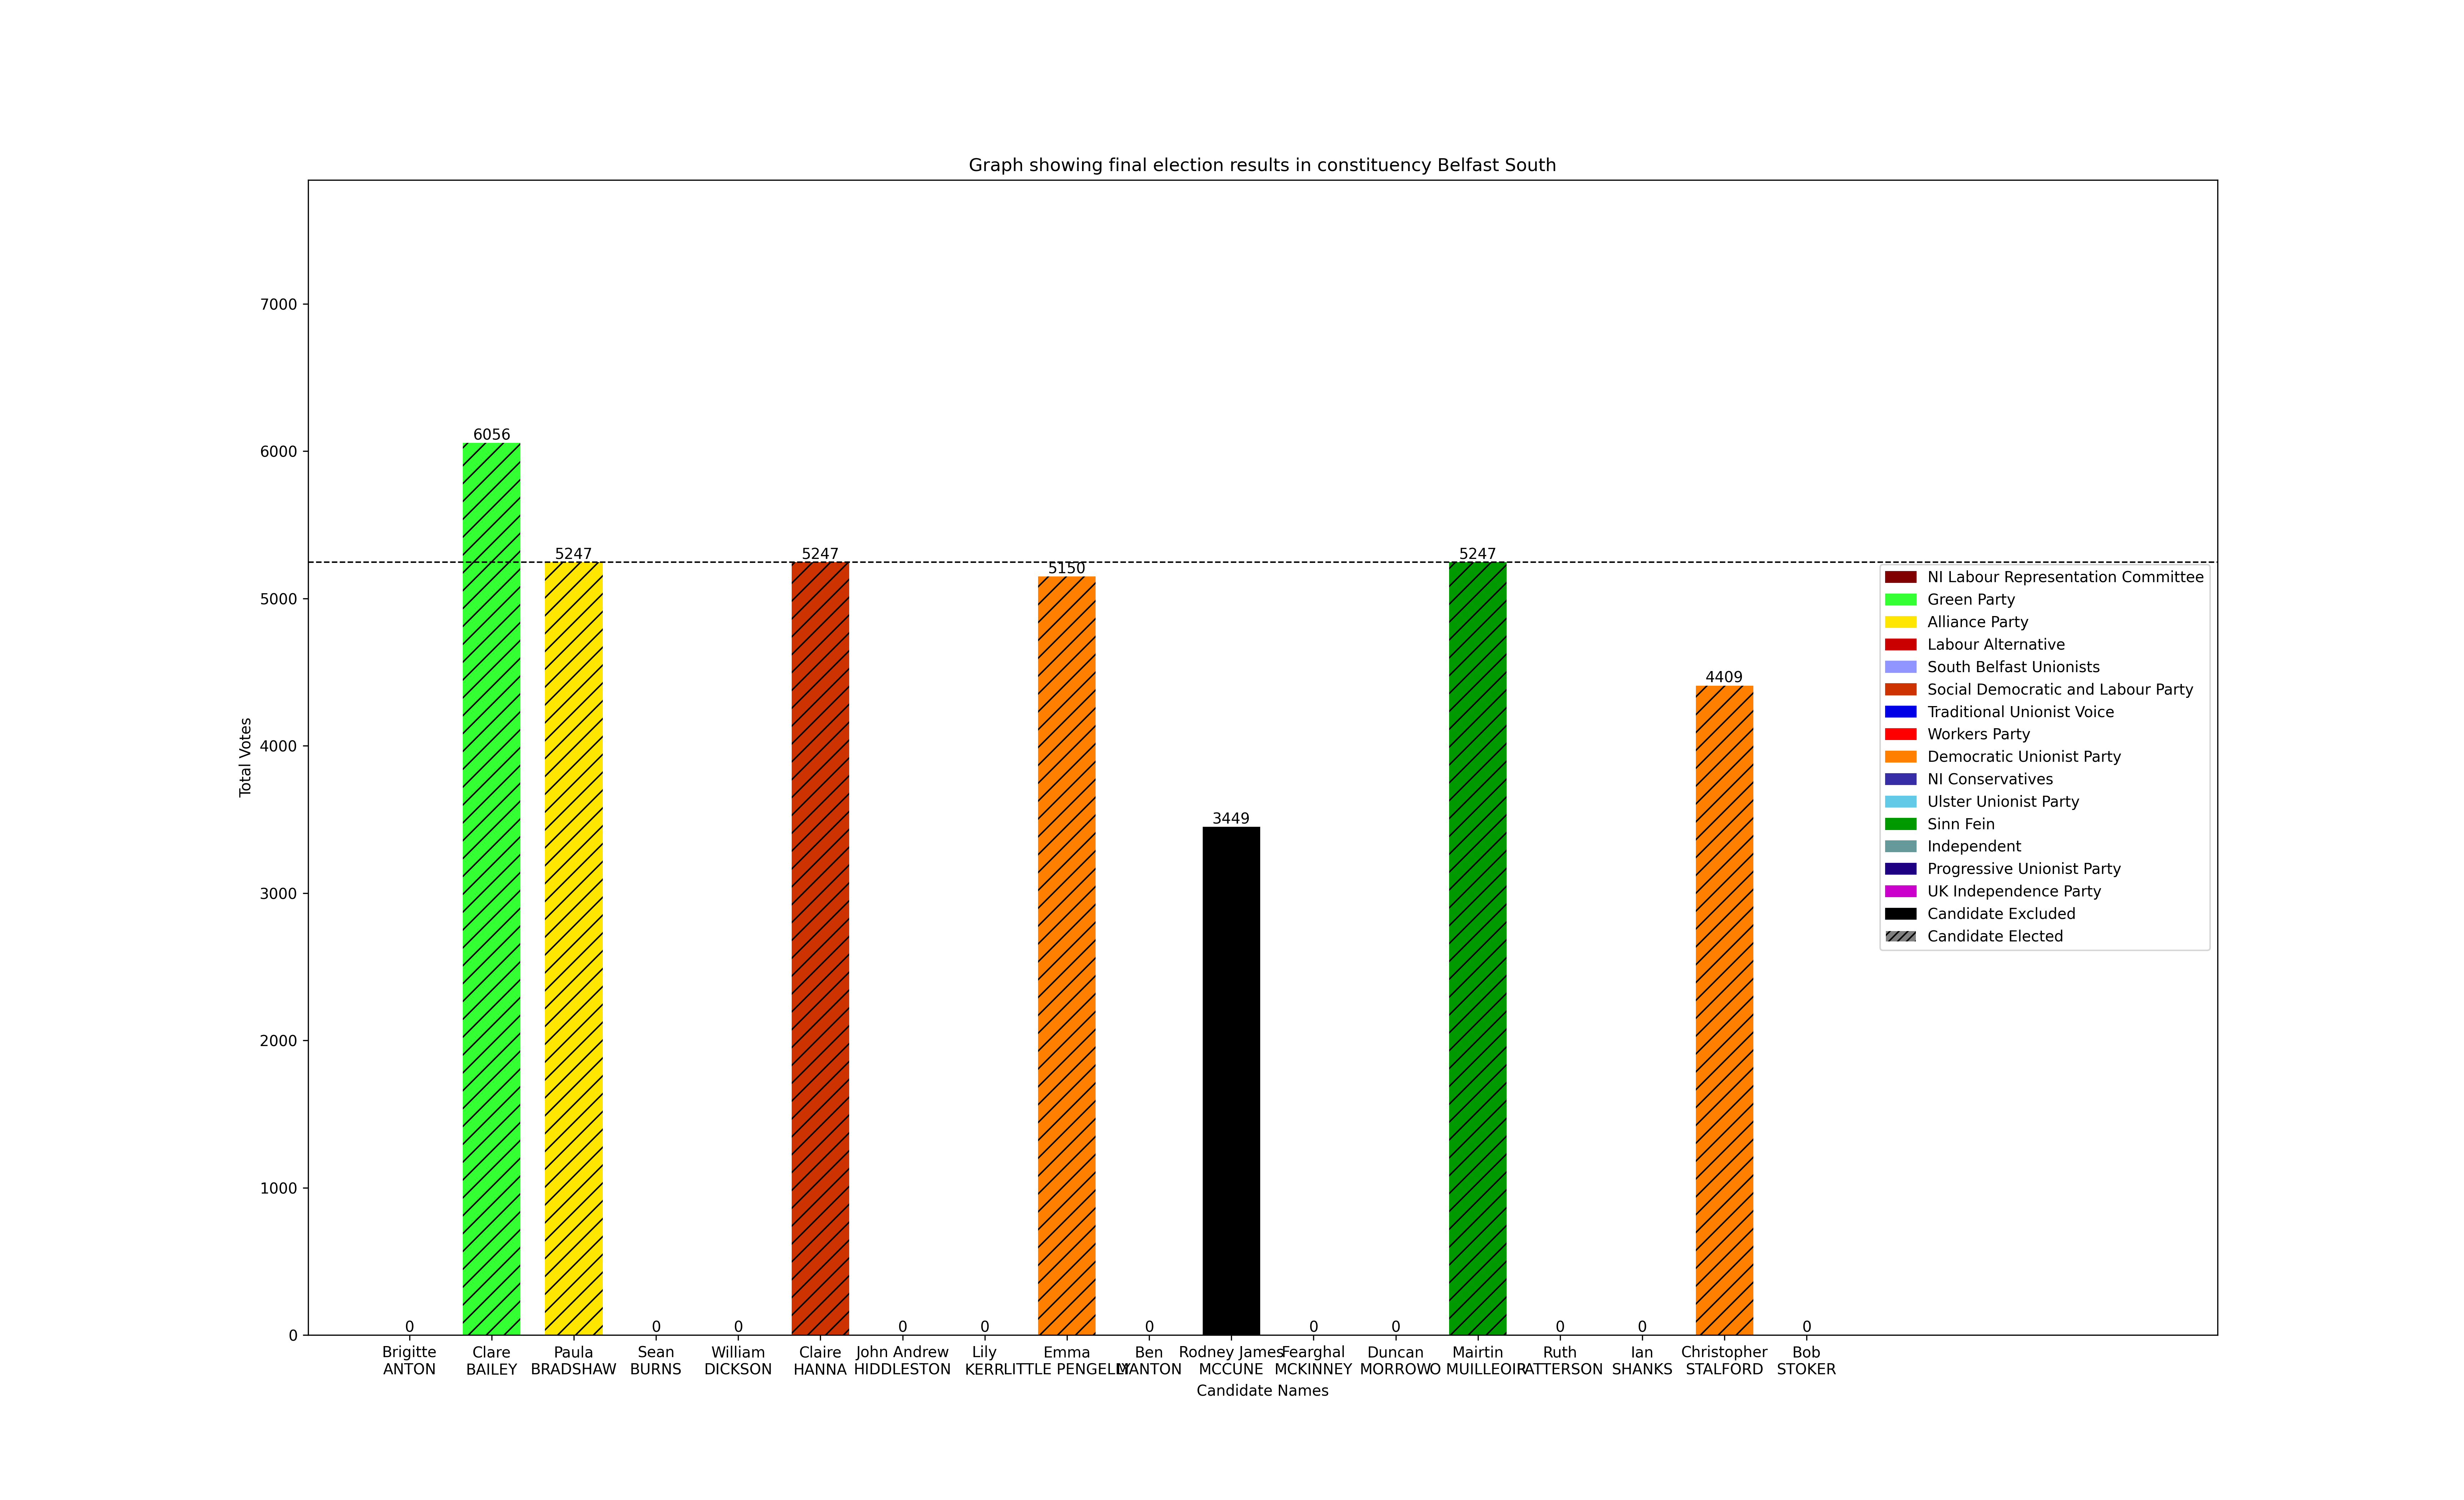 Graph showing final election results in constituency Belfast South
Total Votes
7000
6000
5000
4000
3000
2000
1000
0
0
6056
5247
0
0
5247
0
0
5150
0
3449
0
0
5247
0
0
4409
0
Brigitte
ANTON
Clare
BAILEY
Paula
BRADSHAW
Sean
BURNS
William
DICKSON
Claire
HANNA
John Andrew
HIDDLESTON
Lily
KERR
Emma
LITTLE PENGELLY
Ben
MANTON
Rodney James
MCCUNE
Fearghal
MCKINNEY
Duncan
MORROW
Mairtin
O MUILLEOIR
Ruth
PATTERSON
Ian
SHANKS
Christopher
STALFORD
Bob
STOKER
Candidate Names
NI Labour Representation Committee
Green Party
Alliance Party
Labour Alternative
South Belfast Unionists
Social Democratic and Labour Party
Traditional Unionist Voice
Workers Party
Democratic Unionist Party
NI Conservatives
Ulster Unionist Party
Sinn Fein
Independent
Progressive Unionist Party
UK Independence Party
Candidate Excluded
Candidate Elected